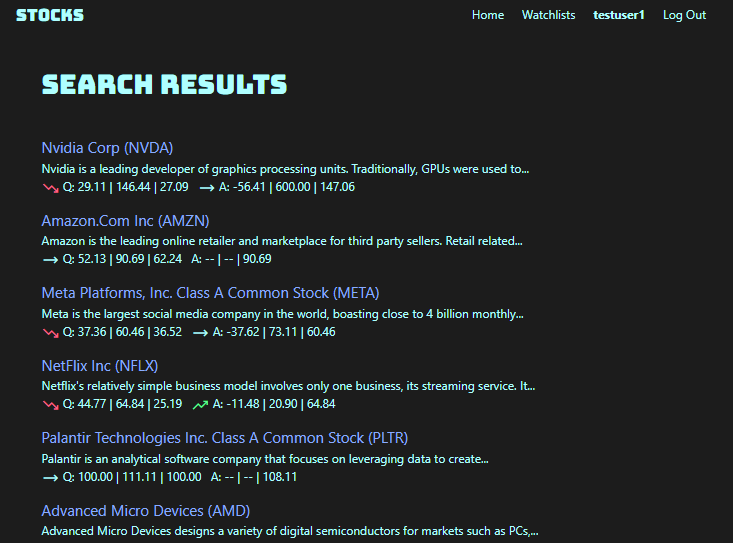 STOCKS
Home Watchlists testuser1 Log Out
SEARCH RESULTS
Nvidia Corp (NVDA)
Nvidia is a leading developer of graphics processing units. Traditionally, GPUs were used to...
Q: 29.11 | 146.44 | 27.09 A: -56.41 | 600.00 | 147.06
Amazon.Com Inc (AMZN)
Amazon is the leading online retailer and marketplace for third party sellers. Retail related...
Q: 52.13 | 90.69 | 62.24 A: -- | -- | 90.69
Meta Platforms, Inc. Class A Common Stock (META)
Meta is the largest social media company in the world, boasting close to 4 billion monthly...
Q: 37.36 | 60.46 | 36.52 A: -37.62 | 73.11 | 60.46
NetFlix Inc (NFLX)
Netflix's relatively simple business model involves only one business, its streaming service. It...
Q: 44.77 | 64.84 | 25.19 A: -11.48 | 20.90 | 64.84
Palantir Technologies Inc. Class A Common Stock (PLTR)
Palantir is an analytical software company that focuses on leveraging data to create...
Q: 100.00 | 111.11 | 100.00 A: -- | -- | 108.11
Advanced Micro Devices (AMD)
Advanced Micro Devices designs a variety of digital semiconductors for markets such as PCs,...